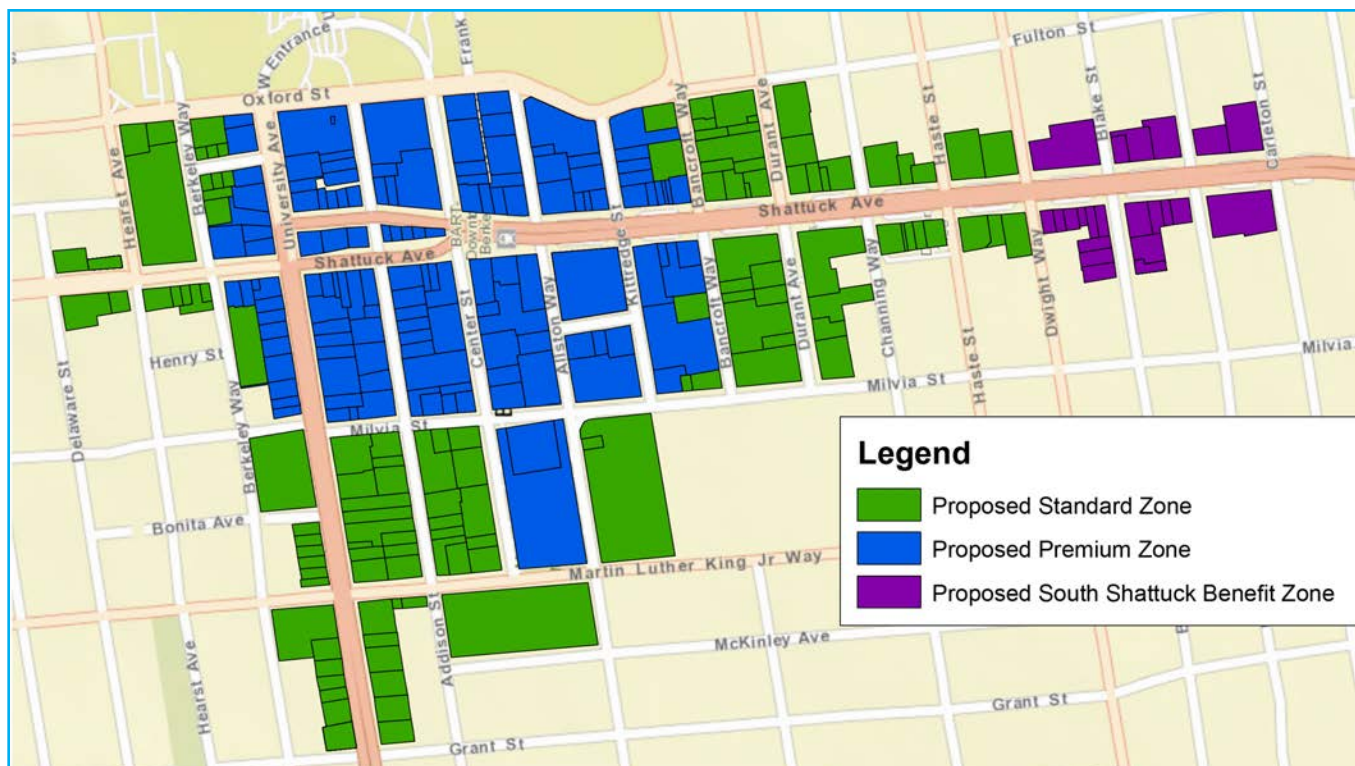 W Entrance
Frank
Fulton St
Oxford St
Hearst Ave
Berkeley Way
University Ave
Bancroft Way
Durant Ave
Haste St
Blake St
Carleton St
BART
Downt
Berke
Shattuck Ave
Shattuck Ave
Kittredge St
Delaware St
Henry St
Berkeley Way
Center St
Allston Way
Bancroft Way
Durant Ave
Channing Way
Haste St
Dwight Way
Milvia St
Milvia
Milvia St
Bonita Ave
Martin Luther King Jr Way
Hearst Ave
Addison St
McKinley Ave
Grant St
Grant St
Legend
Proposed Standard Zone
Proposed Premium Zone
Proposed South Shattuck Benefit Zone